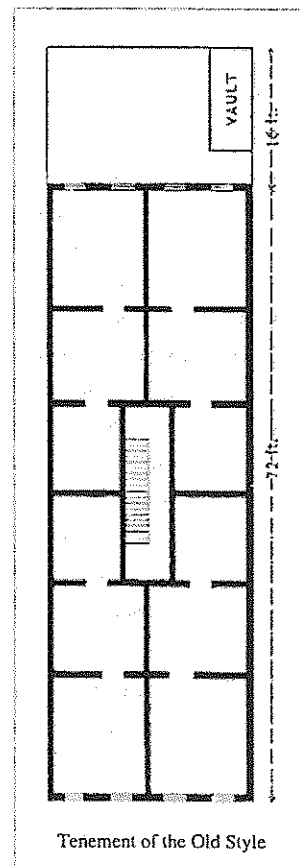 VAULT
16 ft.
72 ft.
Tenement of the Old Style